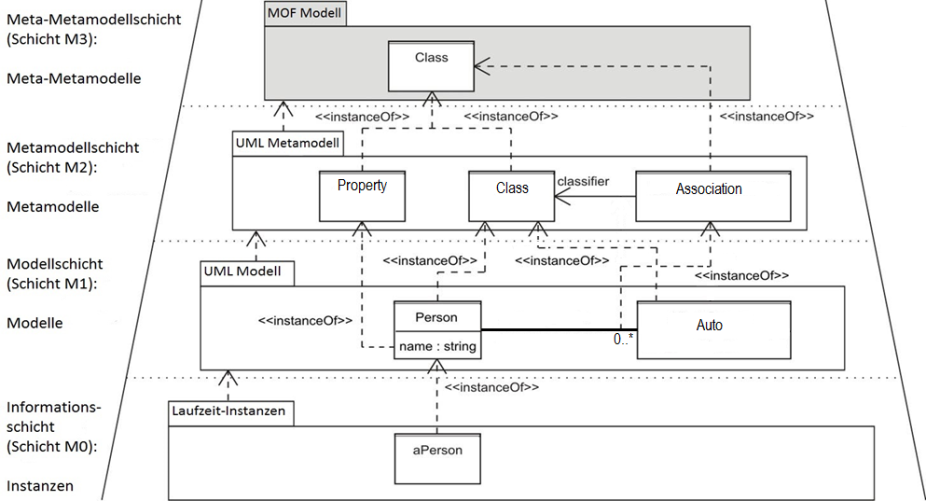 Meta-Metamodellschicht
(Schicht M3):
Meta-Metamodelle
MOF Modell
Class
<<instanceOf>>
<<instanceOf>>
<<instanceOf>>
Metamodellschicht
(Schicht M2):
Metamodelle
UML Metamodell
Property
Class
classifier
Association
<<instanceOf>>
<<instanceOf>>
<<instanceOf>>
Modellschicht
(Schicht M1):
Modelle
UML Modell
<<instanceOf>>
Person
name : string
0..*
Auto
<<instanceOf>>
Informations-
schicht
(Schicht M0):
Instanzen
Laufzeit-Instanzen
aPerson